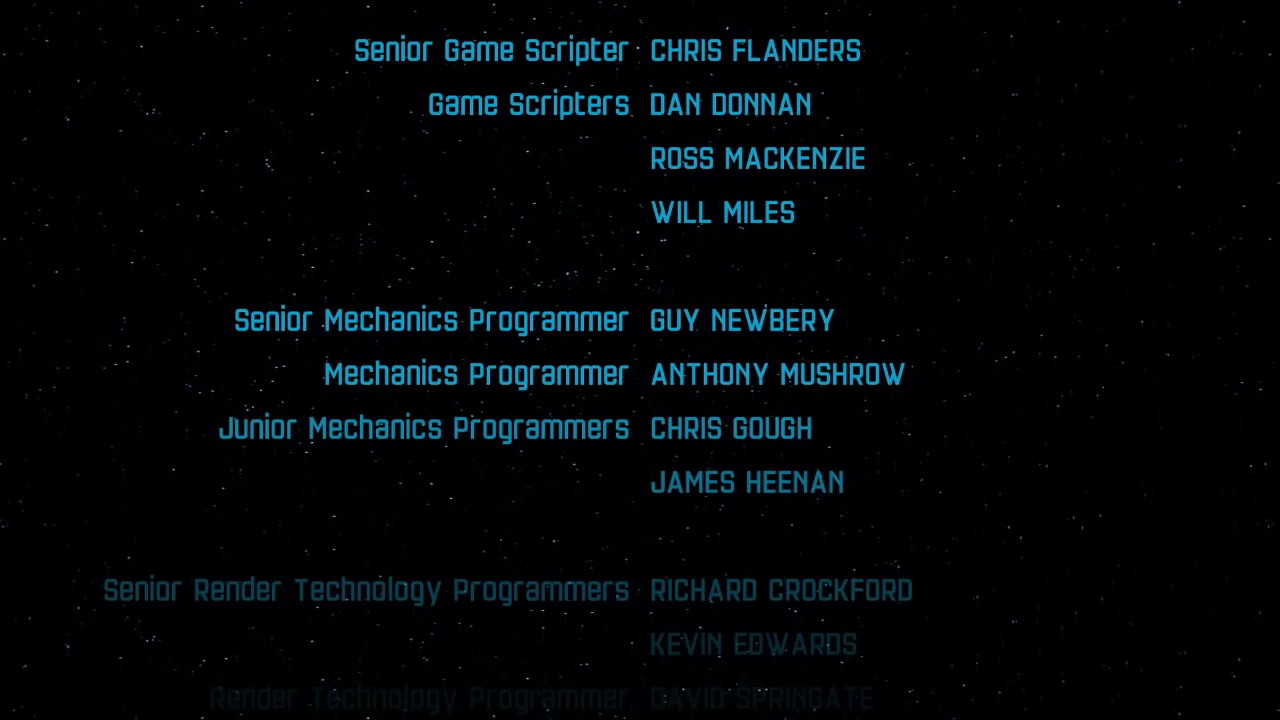 Senior Game Scripter CHRIS FLANDERS
Game Scripters DAN DONNAN
ROSS MACKENZIE
WILL MILES
Senior Mechanics Programmer GUY NEWBERY
Mechanics Programmer ANTHONY MUSHROW
Junior Mechanics Programmers CHRIS GOUGH
JAMES HEENAN
Senior Render Technology Programmers RICHARD CROCKFORD
KEVIN EDWARDS
Render Technology Programmer DAVID SPRINGATE